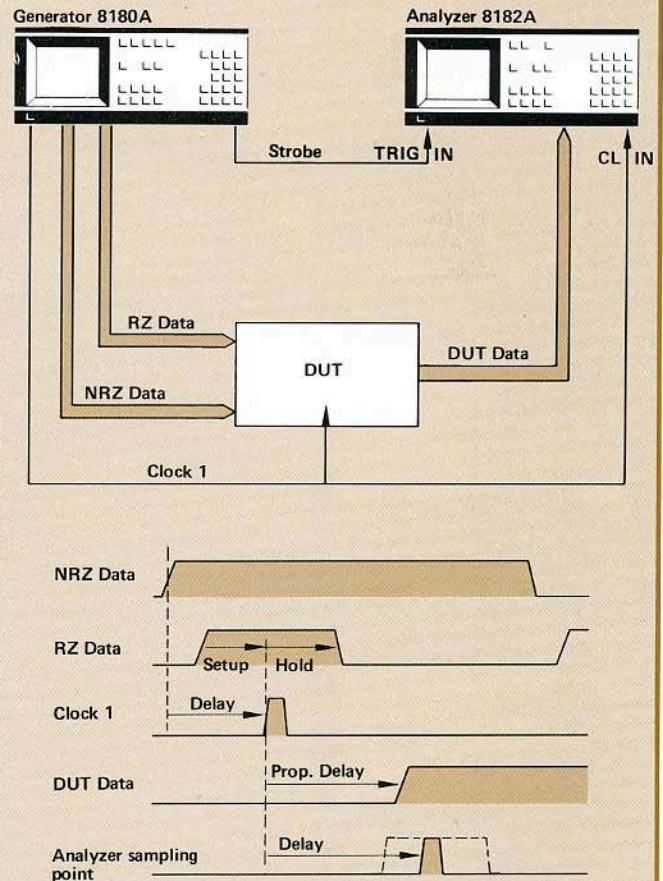 Generator 8180A
Analyzer 8182A
Strobe
TRIG IN
CL IN
RZ Data
DUT
DUT Data
NRZ Data
Clock 1
NRZ Data
RZ Data
Setup
Hold
Clock 1
Delay
DUT Data
Prop. Delay
Analyzer sampling
point
Delay